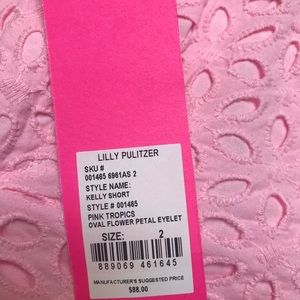 LILLY PULITZER
SKU #
001465 6961AS 2
STYLE NAME:
KELLY SHORT
STYLE # 001465
PINK TROPICS
OVAL FLOWER PETAL EYELET
SIZE: 2
889069 461645
MANUFACTURER'S SUGGESTED PRICE
$88.00